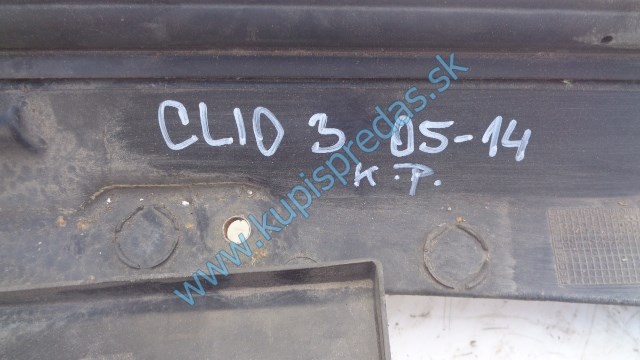 CLIO 3 05-14
K.P.
www.kupispredas.sk